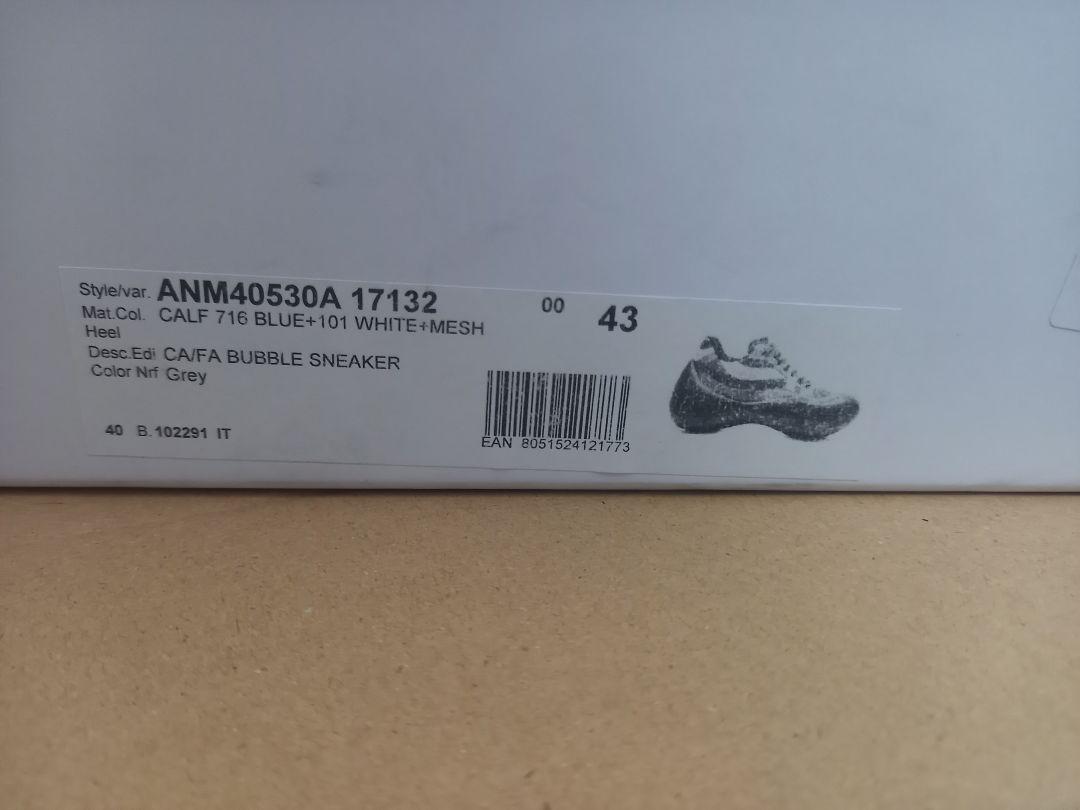 Style/var. ANM40530A 17132 00 43
Mat.Col. CALF 716 BLUE+101 WHITE+MESH
Heel
Desc.Edi CA/FA BUBBLE SNEAKER
Color Nrf Grey
40 B.102291 IT
EAN 8051524121773